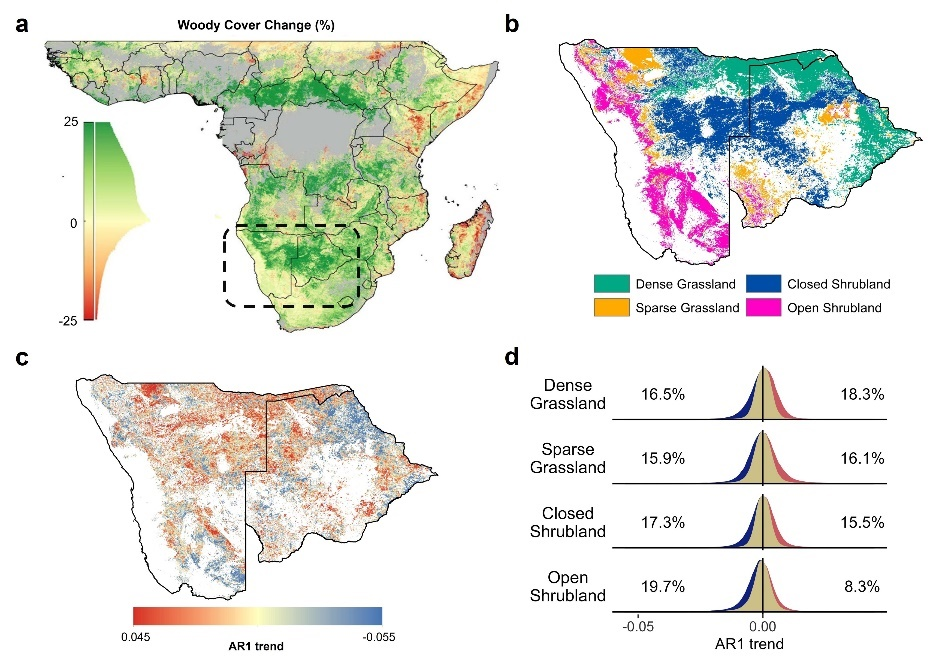 a
Woody Cover Change (%)
25
0
-25
b
Dense Grassland
Closed Shrubland
Sparse Grassland
Open Shrubland
c
0.045
-0.055
AR1 trend
d
Dense
Grassland
16.5%
18.3%
Sparse
Grassland
15.9%
16.1%
Closed
Shrubland
17.3%
15.5%
Open
Shrubland
19.7%
8.3%
-0.05
0.00
AR1 trend